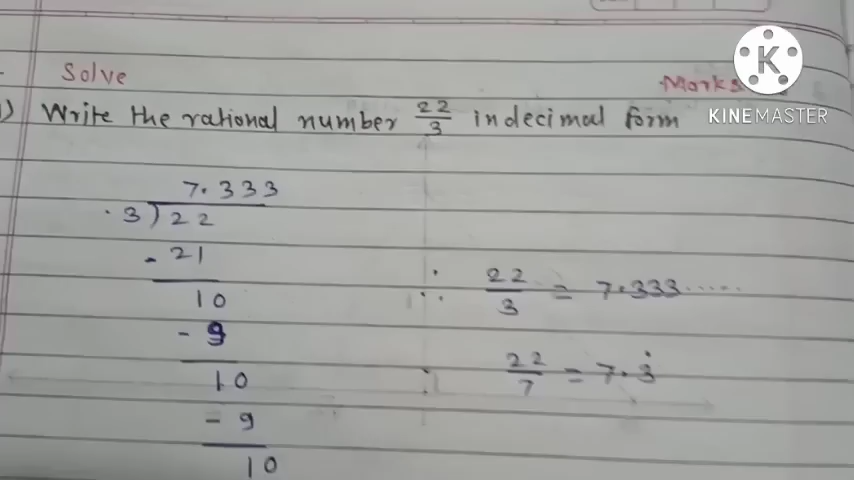 Solve
Marks
1) Write the rational number 22/3 in decimal form
K
KINEMASTER
7.333
3)22
- 21
10
- 9
10
- 9
10
∴ 22/3 = 7.333.....
∴ 22/7 = 7.3̇